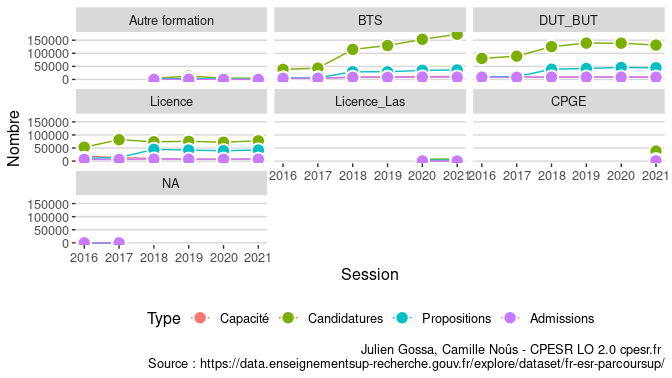 Autre formation
BTS
DUT_BUT
150000
100000
50000
0
Licence
Licence_Las
CPGE
150000
100000
50000
0
2016 2017 2018 2019 2020 2021
2016 2017 2018 2019 2020 2021
NA
150000
100000
50000
0
2016 2017 2018 2019 2020 2021
Nombre
Session
Type
Capacité
Candidatures
Propositions
Admissions
Julien Gossa, Camille Noûs - CPESR LO 2.0 cpesr.fr
Source : https://data.enseignementsup-recherche.gouv.fr/explore/dataset/fr-esr-parcoursup/